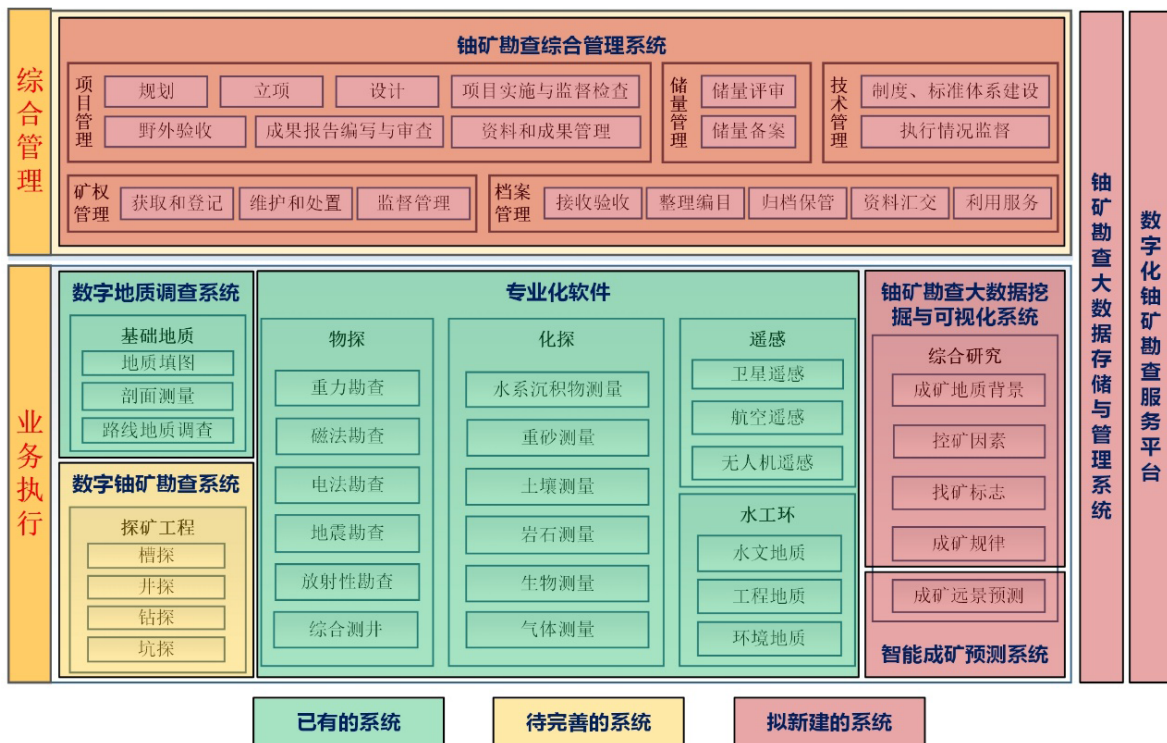 综合管理
铀矿勘查综合管理系统
项目管理
规划
立项
设计
项目实施与监督检查
野外验收
成果报告编写与审查
资料和成果管理
储量管理
储量评审
储量备案
技术管理
制度、标准体系建设
执行情况监督
矿权
管理
获取和登记
维护和处置
监督管理
档案
管理
接收验收
整理编目
归档保管
资料汇交
利用服务
业务执行
数字地质调查系统
基础地质
地质填图
剖面测量
路线地质调查
数字铀矿勘查系统
探矿工程
槽探
井探
钻探
坑探
专业化软件
物探
重力勘查
磁法勘查
电法勘查
地震勘查
放射性勘查
综合测井
化探
水系沉积物测量
重砂测量
土壤测量
岩石测量
生物测量
气体测量
遥感
卫星遥感
航空遥感
无人机遥感
水工环
水文地质
工程地质
环境地质
铀矿勘查大数据挖
掘与可视化系统
综合研究
成矿地质背景
控矿因素
找矿标志
成矿规律
成矿远景预测
智能成矿预测系统
铀矿勘查大数据存储与管理系统
数字化铀矿勘查服务平台
已有的系统
待完善的系统
拟新建的系统